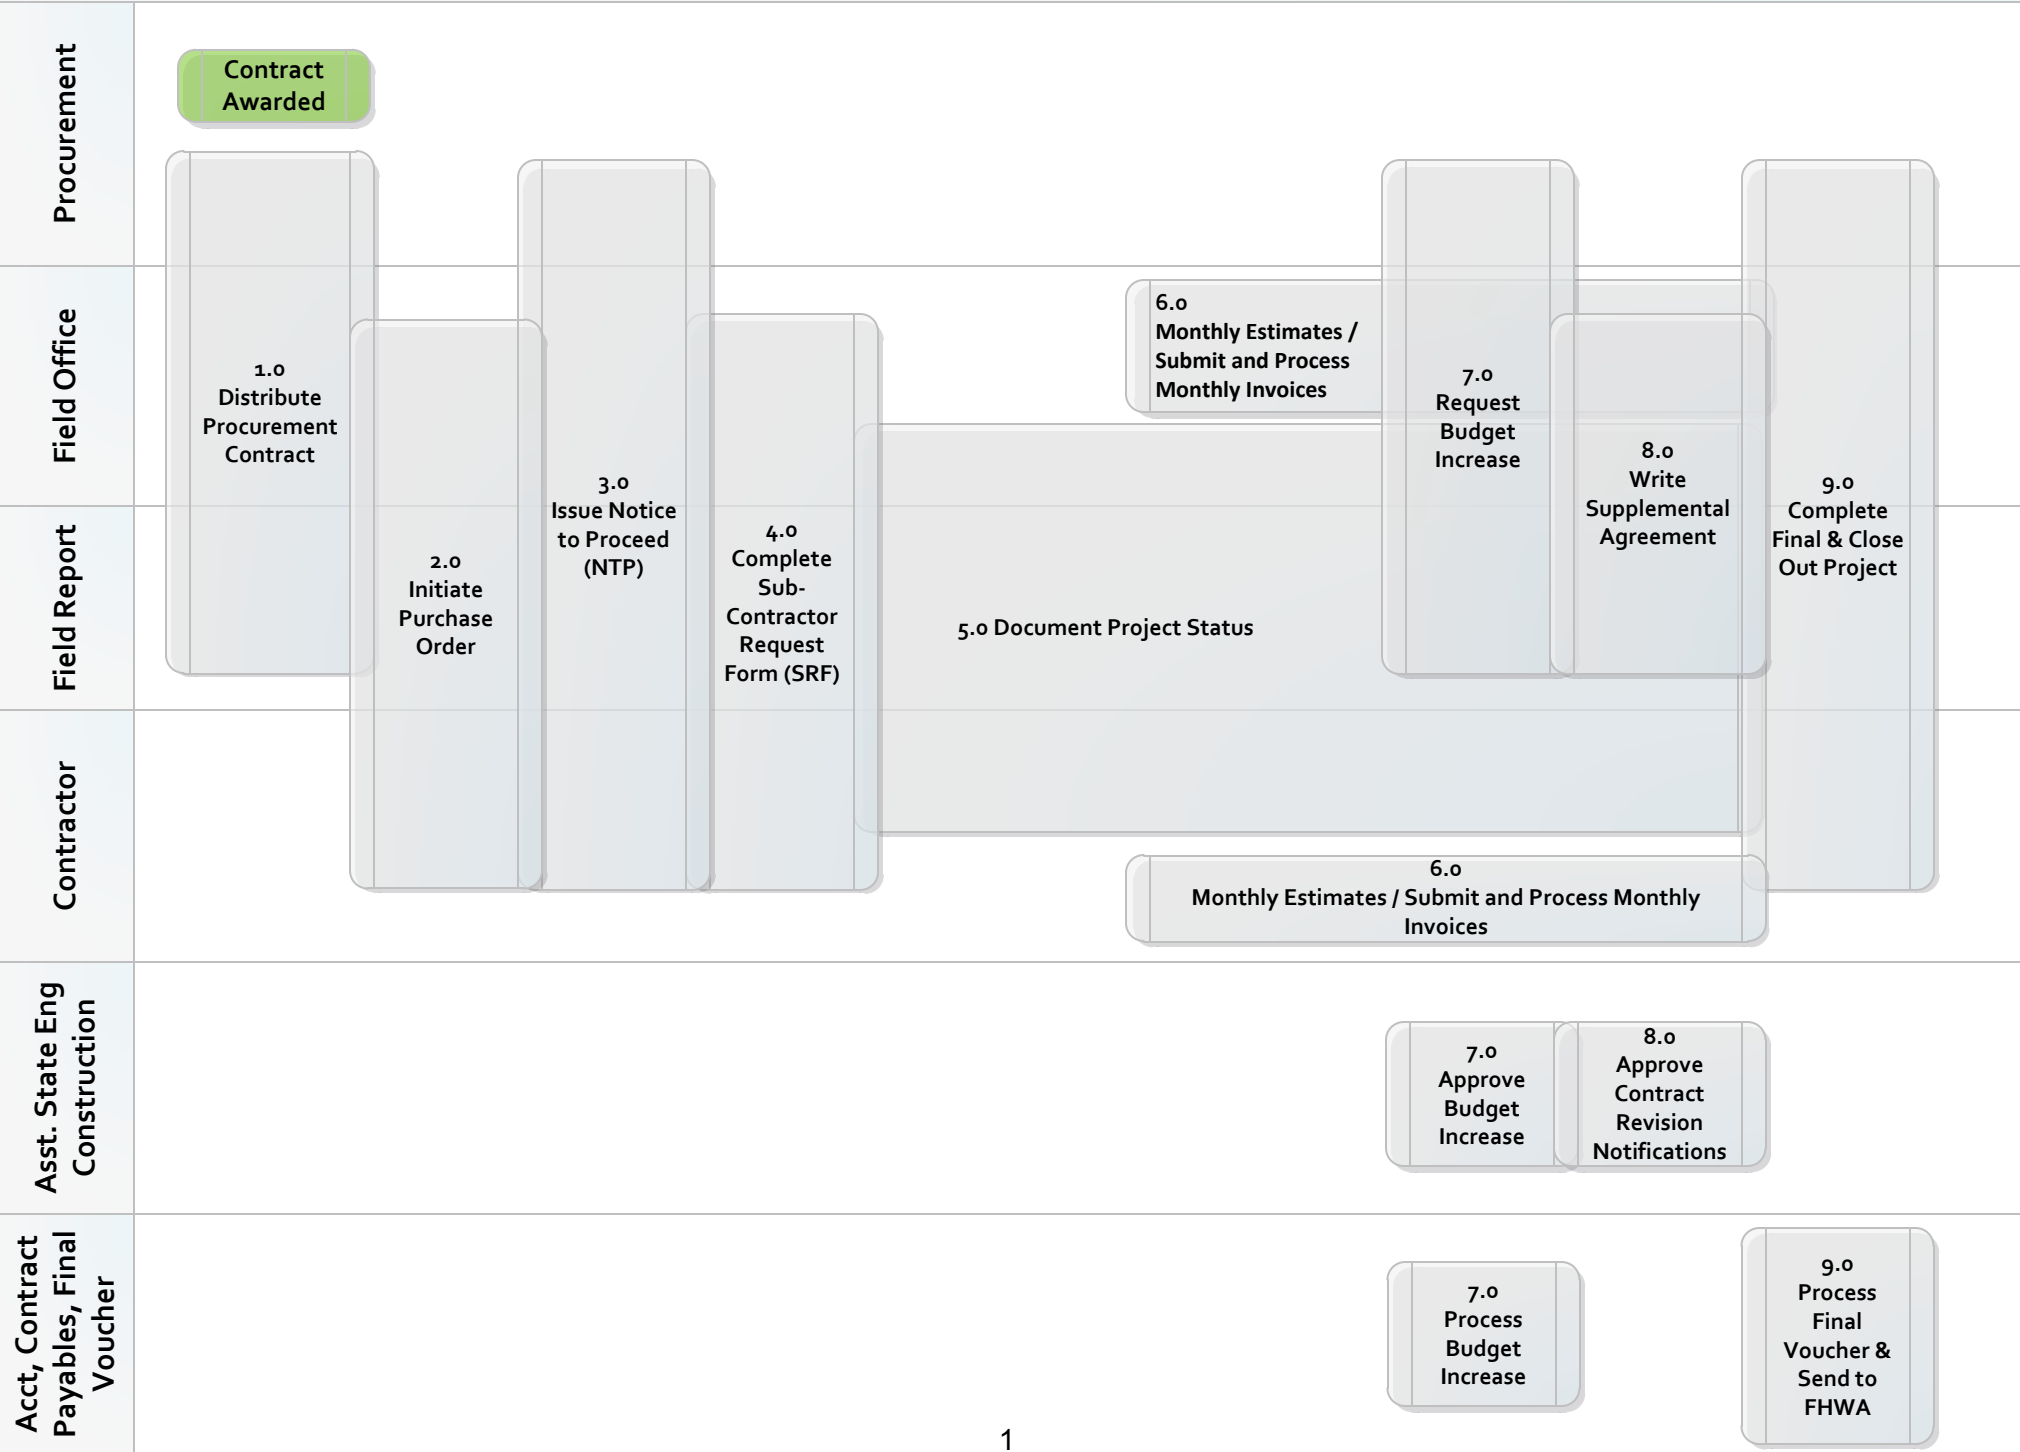 Procurement
Contract
Awarded
Field Office
1.0
Distribute
Procurement
Contract
6.0
Monthly Estimates /
Submit and Process
Monthly Invoices
7.0
Request
Budget
Increase
8.0
Write
Supplemental
Agreement
3.0
Issue Notice
to Proceed
(NTP)
9.0
Complete
Final & Close
Out Project
Field Report
2.0
Initiate
Purchase
Order
4.0
Complete
Sub-
Contractor
Request
Form (SRF)
5.0 Document Project Status
Contractor
6.0
Monthly Estimates / Submit and Process Monthly
Invoices
Asst. State Eng
Construction
7.0
Approve
Budget
Increase
8.0
Approve
Contract
Revision
Notifications
Acct, Contract
Payables, Final
Voucher
7.0
Process
Budget
Increase
9.0
Process
Final
Voucher &
Send to
FHWA
1